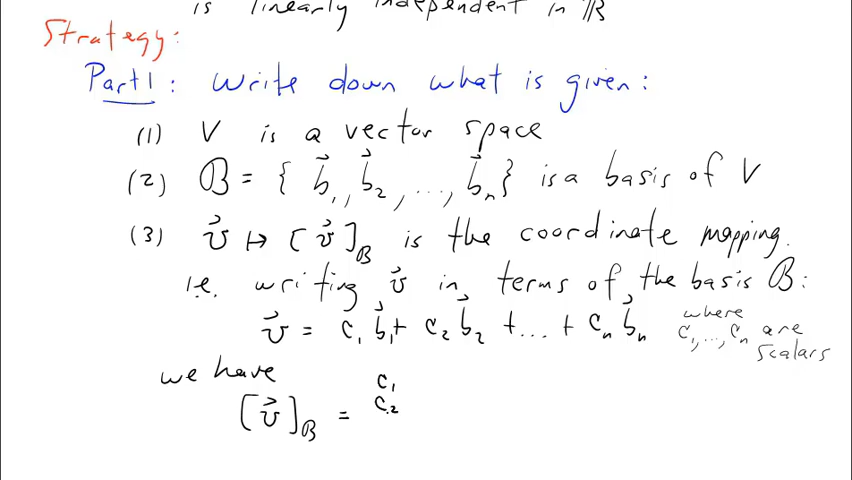 is linearly independent in ℝ
Strategy:
Part 1: Write down what is given:
(1) V is a vector space
(2) ℬ = { b⃗₁, b⃗₂, ..., b⃗ₙ } is a basis of V
(3) v⃗ ↦ [v⃗]ℬ is the coordinate mapping.
i.e. writing v⃗ in terms of the basis ℬ:
v⃗ = c₁b⃗₁ + c₂b⃗₂ + ... + cₙb⃗ₙ where c₁,...,cₙ are scalars
we have
[v⃗]ℬ = c₁
c₂